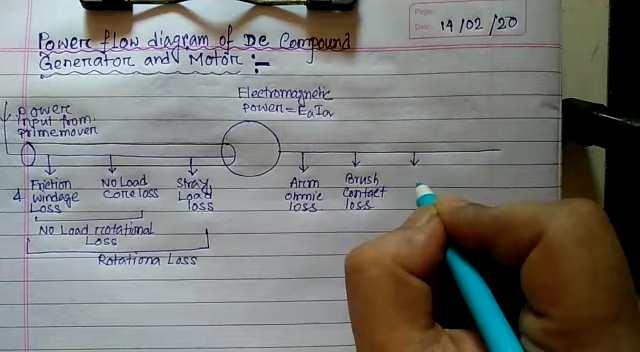 Page:
Date: 14/02/20
Power flow diagram of De Compound
Generator and Motor :-
Power
input from
primemover
Electromagnetic
power = EaIa
Friction
windage
Loss
No Load
core loss
Stray
Load
loss
Arm
ohmic
loss
Brush
Contact
loss
No Load rotational
Loss
Rotationa Loss